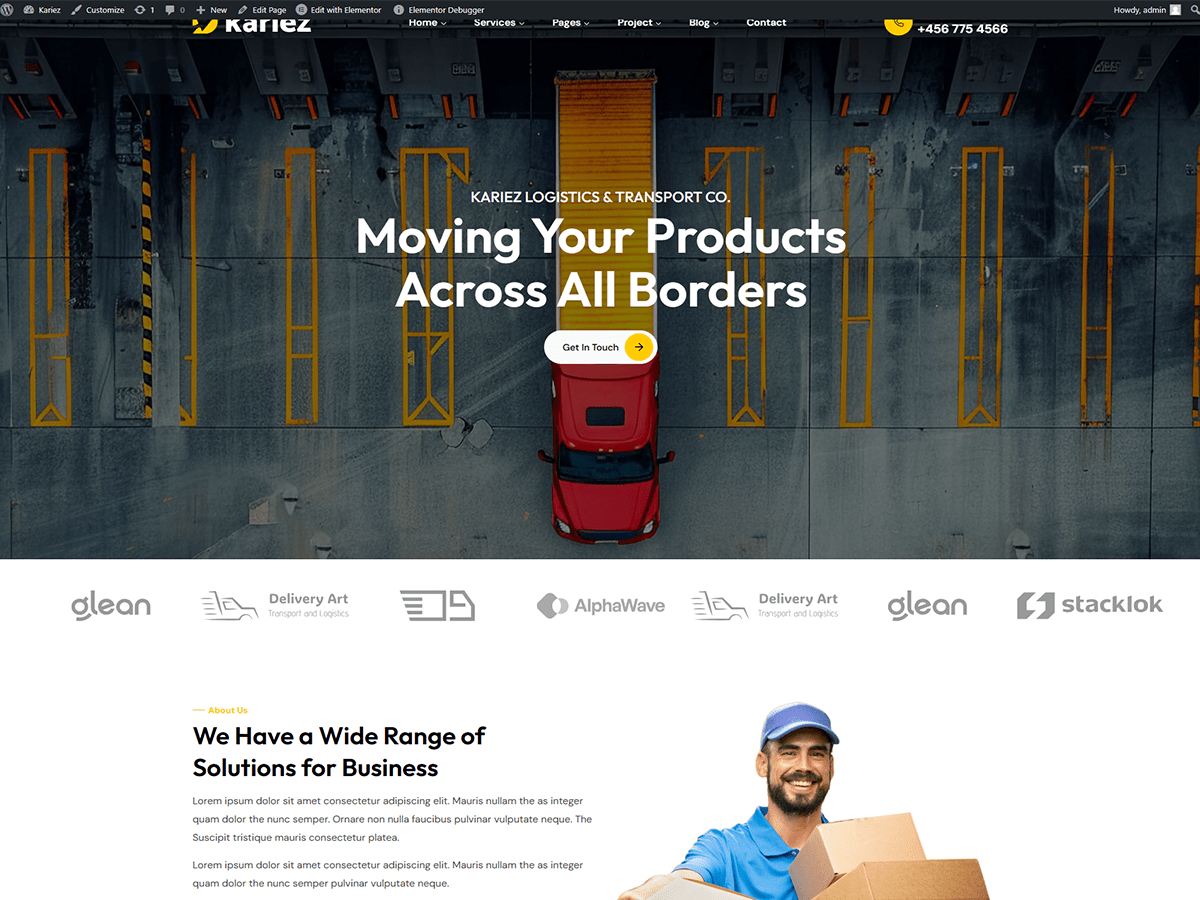 Kariez Customize 1 0 New Edit Page Edit with Elementor Elementor Debugger Howdy, admin
Kariez Home Services Pages Project Blog Contact +456 775 4566
KARIEZ LOGISTICS & TRANSPORT CO.
Moving Your Products
Across All Borders
Get In Touch
glean Delivery Art AlphaWave Delivery Art glean stacklok
Transport and Logistics Transport and Logistics
About Us
We Have a Wide Range of
Solutions for Business
Lorem ipsum dolor sit amet consectetur adipiscing elit. Mauris nullam the as integer
quam dolor the nunc semper. Ornare non nulla faucibus pulvinar vulputate neque. The
Suscipit tristique mauris consectetur platea.
Lorem ipsum dolor sit amet consectetur adipiscing elit. Mauris nullam the as integer
quam dolor the nunc semper pulvinar vulputate neque.